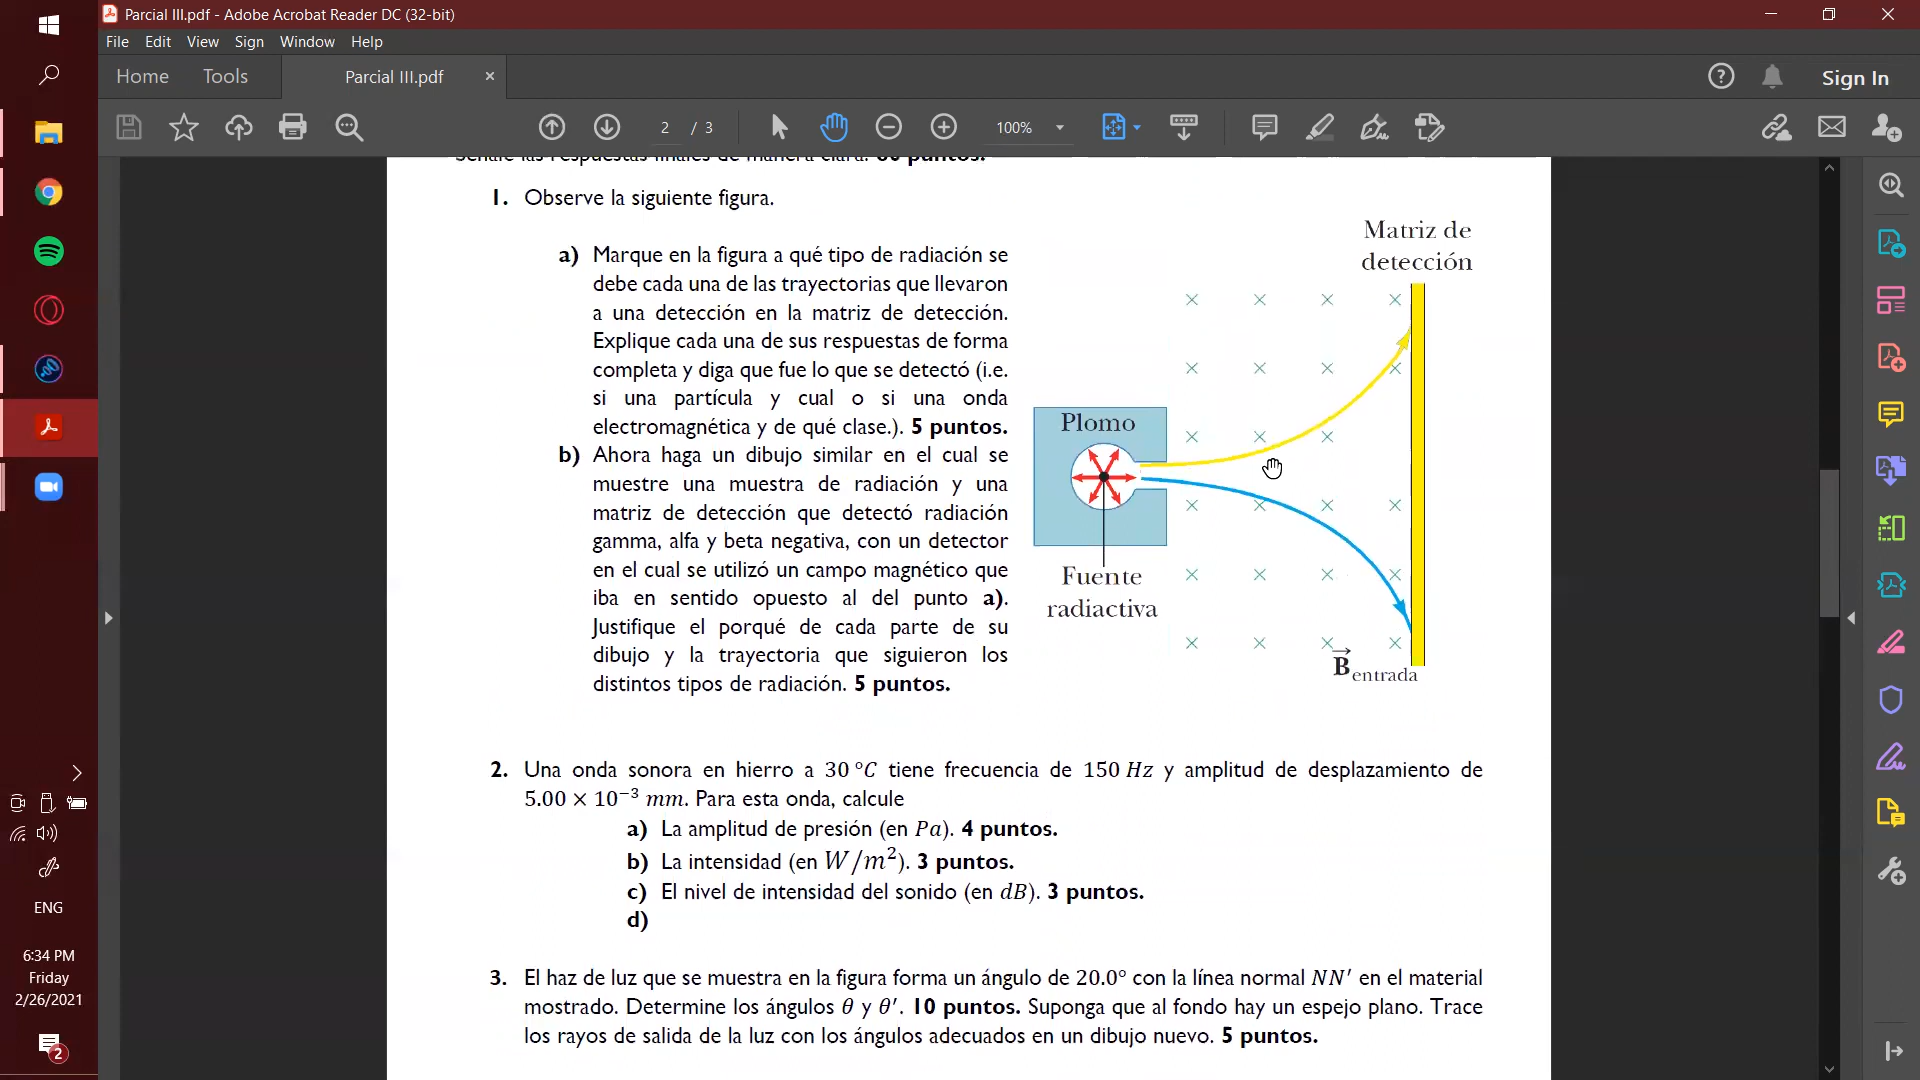 Parcial III.pdf - Adobe Acrobat Reader DC (32-bit)
File Edit View Sign Window Help
Home Tools Parcial III.pdf × Sign In
2 / 3 100%
Señale las respuestas finales de manera clara. 60 puntos.
1. Observe la siguiente figura.
a) Marque en la figura a qué tipo de radiación se
debe cada una de las trayectorias que llevaron
a una detección en la matriz de detección.
Explique cada una de sus respuestas de forma
completa y diga que fue lo que se detectó (i.e.
si una partícula y cual o si una onda
electromagnética y de qué clase.). 5 puntos.
b) Ahora haga un dibujo similar en el cual se
muestre una muestra de radiación y una
matriz de detección que detectó radiación
gamma, alfa y beta negativa, con un detector
en el cual se utilizó un campo magnético que
iba en sentido opuesto al del punto a).
Justifique el porqué de cada parte de su
dibujo y la trayectoria que siguieron los
distintos tipos de radiación. 5 puntos.
Matriz de
detección
Plomo
Fuente
radiactiva
B⃗ entrada
2. Una onda sonora en hierro a 30 °C tiene frecuencia de 150 Hz y amplitud de desplazamiento de
5.00 × 10⁻³ mm. Para esta onda, calcule
a) La amplitud de presión (en Pa). 4 puntos.
b) La intensidad (en W/m²). 3 puntos.
c) El nivel de intensidad del sonido (en dB). 3 puntos.
d)
3. El haz de luz que se muestra en la figura forma un ángulo de 20.0° con la línea normal NN′ en el material
mostrado. Determine los ángulos θ y θ′. 10 puntos. Suponga que al fondo hay un espejo plano. Trace
los rayos de salida de la luz con los ángulos adecuados en un dibujo nuevo. 5 puntos.
ENG
6:34 PM
Friday
2/26/2021
2